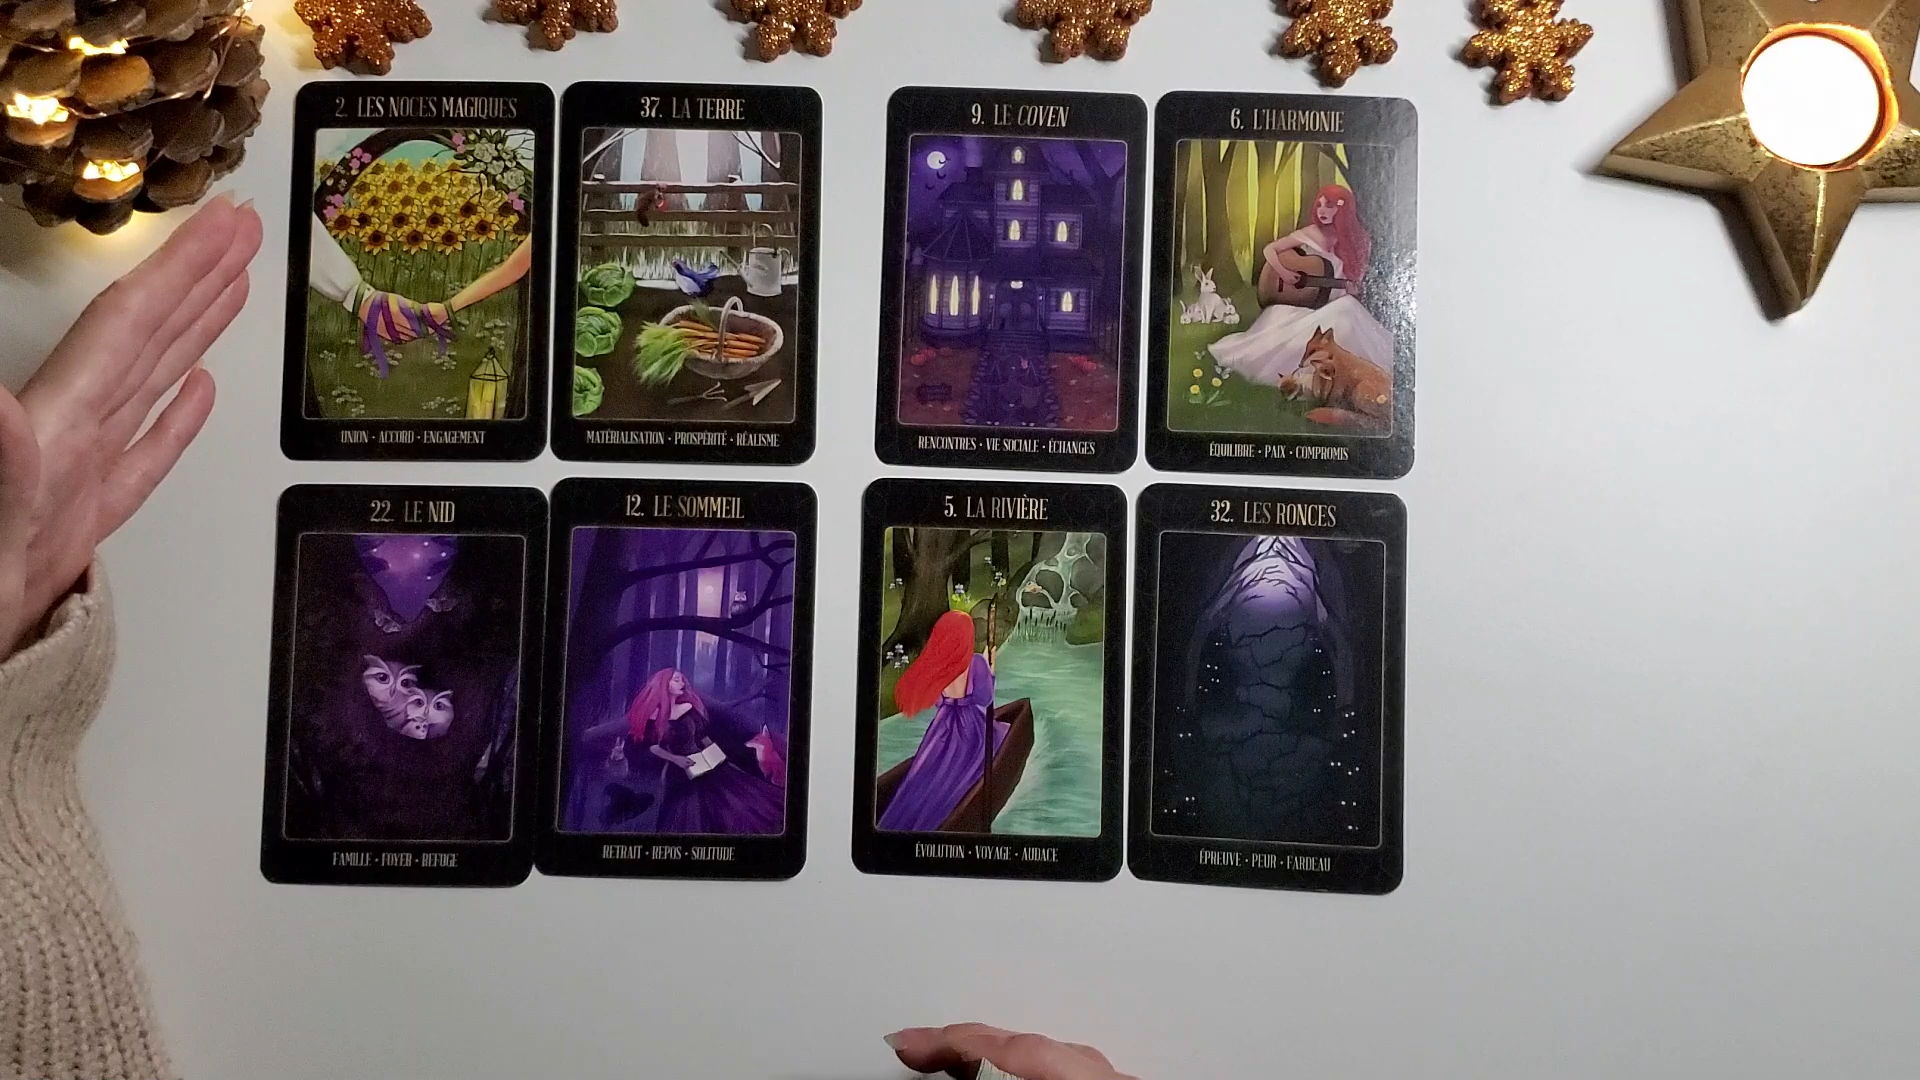 2. LES NOCES MAGIQUES
UNION • ACCORD • ENGAGEMENT
37. LA TERRE
MATÉRIALISATION • PROSPÉRITÉ • RÉALISME
9. LE COVEN
RENCONTRES • VIE SOCIALE • ÉCHANGES
6. L'HARMONIE
ÉQUILIBRE • PAIX • COMPROMIS
22. LE NID
FAMILLE • FOYER • REFUGE
12. LE SOMMEIL
RETRAIT • REPOS • SOLITUDE
5. LA RIVIÈRE
ÉVOLUTION • VOYAGE • AUDACE
32. LES RONCES
ÉPREUVE • PEUR • FARDEAU